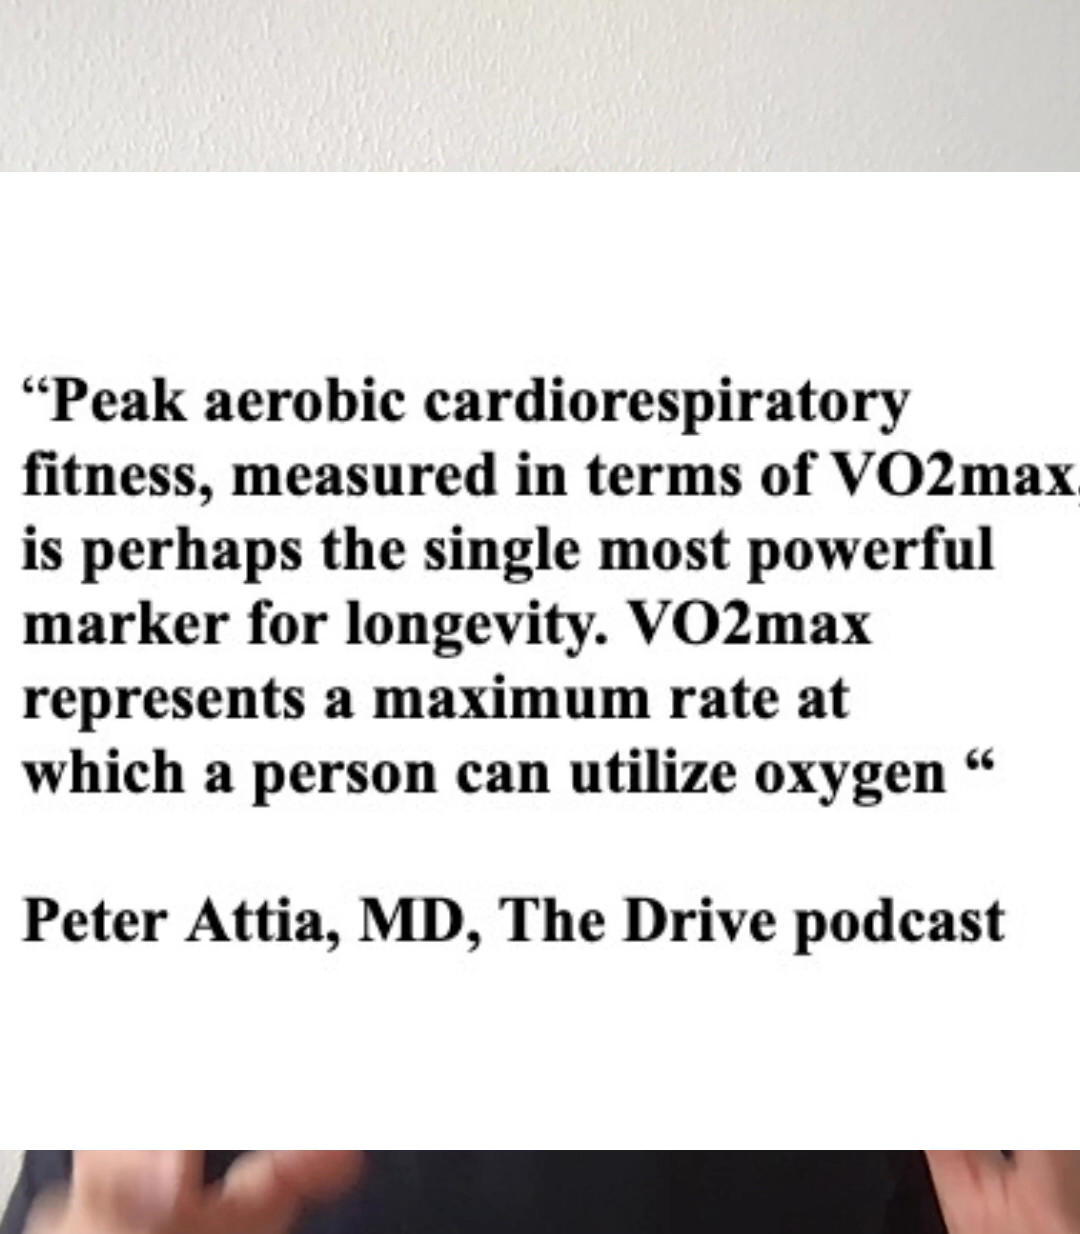 “Peak aerobic cardiorespiratory
fitness, measured in terms of VO2max,
is perhaps the single most powerful
marker for longevity. VO2max
represents a maximum rate at
which a person can utilize oxygen “
Peter Attia, MD, The Drive podcast